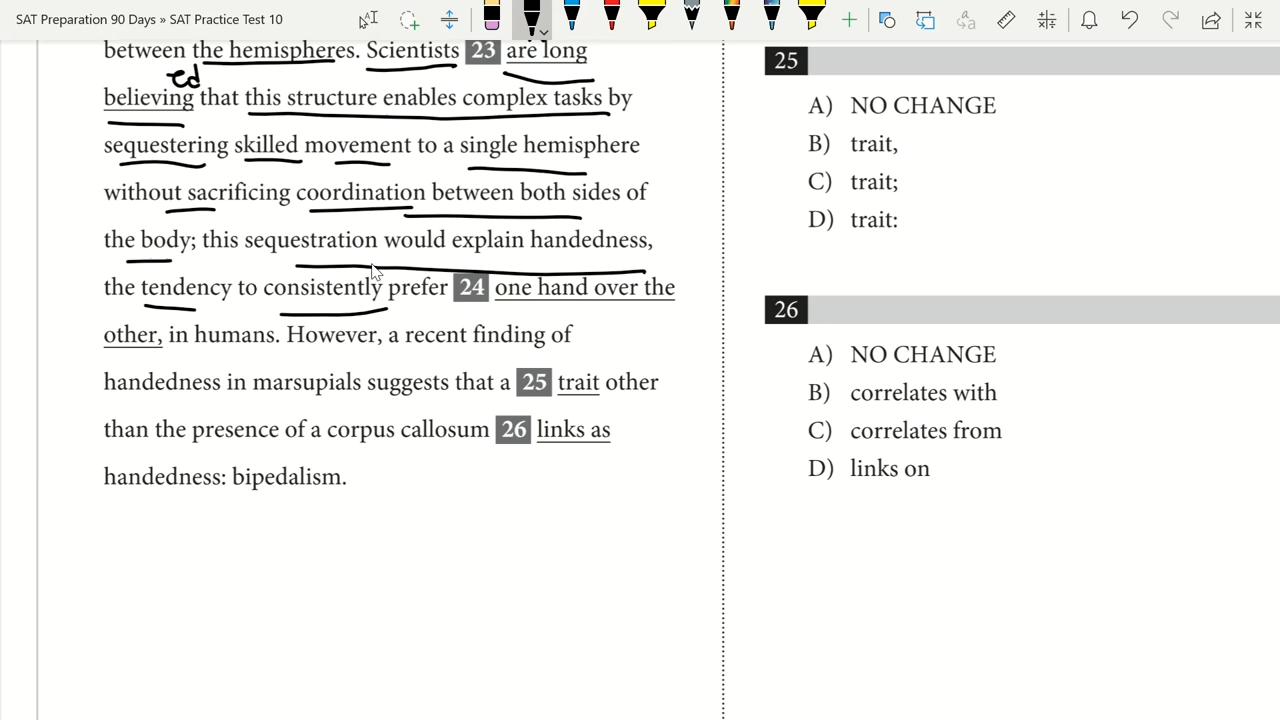 SAT Preparation 90 Days » SAT Practice Test 10
between the hemispheres. Scientists 23 are long
ed
believing that this structure enables complex tasks by
sequestering skilled movement to a single hemisphere
without sacrificing coordination between both sides of
the body; this sequestration would explain handedness,
the tendency to consistently prefer 24 one hand over the
other, in humans. However, a recent finding of
handedness in marsupials suggests that a 25 trait other
than the presence of a corpus callosum 26 links as
handedness: bipedalism.
25
A) NO CHANGE
B) trait,
C) trait;
D) trait:
26
A) NO CHANGE
B) correlates with
C) correlates from
D) links on